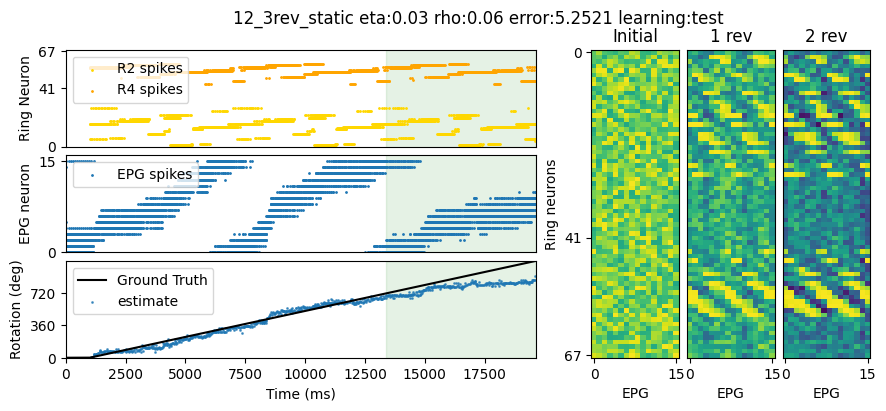 12_3rev_static eta:0.03 rho:0.06 error:5.2521 learning:test
Initial
1 rev
2 rev
67
41
0
Ring Neuron
R2 spikes
R4 spikes
15
0
EPG neuron
EPG spikes
720
360
0
Rotation (deg)
Ground Truth
estimate
0
2500
5000
7500
10000
12500
15000
17500
Time (ms)
0
41
67
Ring neurons
0
15
EPG
0
15
EPG
0
15
EPG